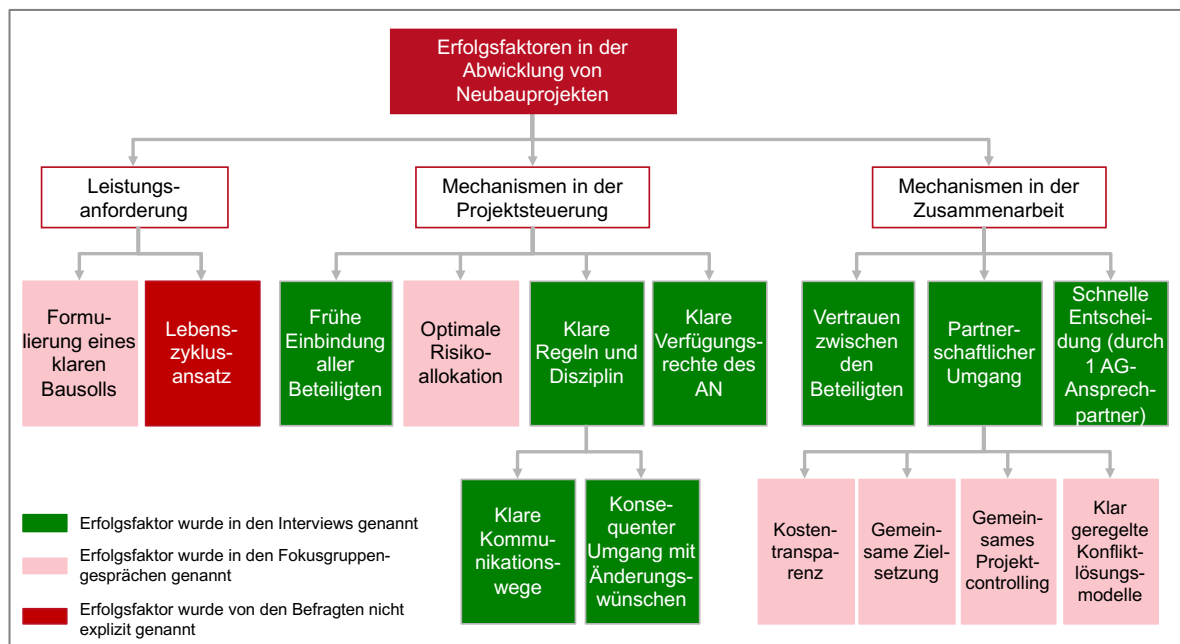 Erfolgsfaktoren in der
Abwicklung von
Neubauprojekten
Leistungs-
anforderung
Mechanismen in der
Projektsteuerung
Mechanismen in der
Zusammenarbeit
Formu-
lierung eines
klaren
Bausolls
Lebens-
zyklus-
ansatz
Frühe
Einbindung
aller
Beteiligten
Optimale
Risiko-
allokation
Klare
Regeln und
Disziplin
Klare
Verfügungs-
rechte des
AN
Vertrauen
zwischen
den
Beteiligten
Partner-
schaftlicher
Umgang
Schnelle
Entschei-
dung (durch
1 AG-
Ansprech-
partner)
Klare
Kommu-
nikations-
wege
Konse-
quenter
Umgang mit
Änderungs-
wünschen
Kosten-
transpa-
renz
Gemein-
same Ziel-
setzung
Gemein-
sames
Projekt-
controlling
Klar
geregelte
Konflikt-
lösungs-
modelle
Erfolgsfaktor wurde in den Interviews genannt
Erfolgsfaktor wurde in den Fokusgruppen-
gesprächen genannt
Erfolgsfaktor wurde von den Befragten nicht
explizit genannt